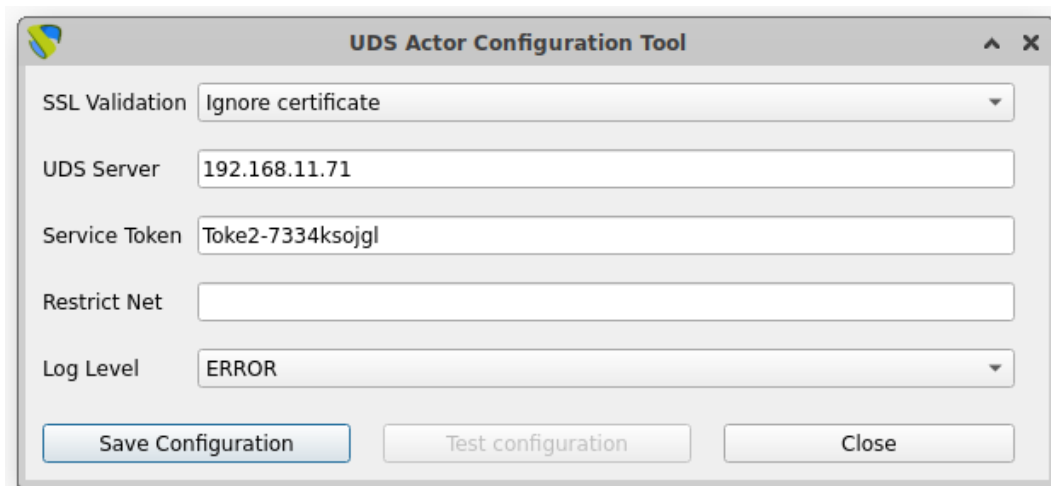 UDS Actor Configuration Tool
SSL Validation Ignore certificate
UDS Server 192.168.11.71
Service Token Toke2-7334ksojgl
Restrict Net
Log Level ERROR
Save Configuration Test configuration Close